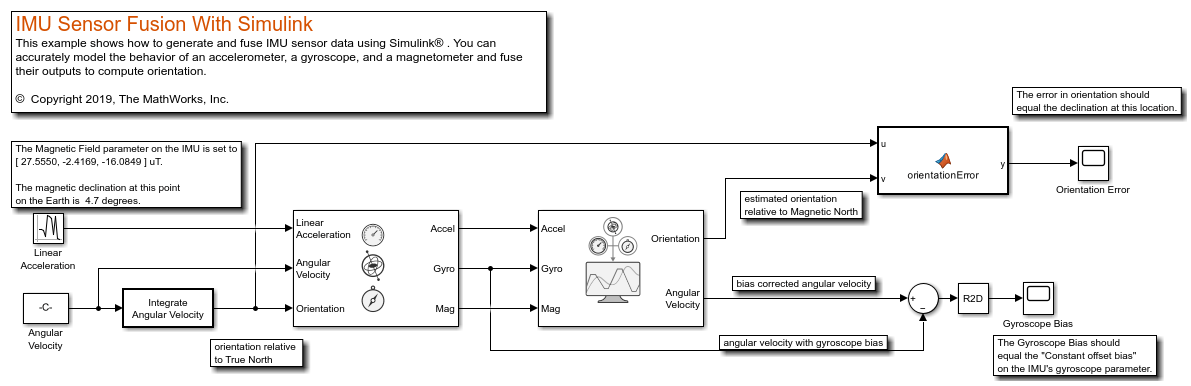 IMU Sensor Fusion With Simulink
This example shows how to generate and fuse IMU sensor data using Simulink® . You can
accurately model the behavior of an accelerometer, a gyroscope, and a magnetometer and fuse
their outputs to compute orientation.
© Copyright 2019, The MathWorks, Inc.
The error in orientation should
equal the declination at this location.
The Magnetic Field parameter on the IMU is set to
[ 27.5550, -2.4169, -16.0849 ] uT.
The magnetic declination at this point
on the Earth is 4.7 degrees.
u
v
orientationError
y
Orientation Error
estimated orientation
relative to Magnetic North
Linear
Acceleration
Linear
Acceleration
Angular
Velocity
Orientation
Accel
Gyro
Mag
Accel
Gyro
Mag
Orientation
Angular
Velocity
-C-
Angular
Velocity
Integrate
Angular Velocity
orientation relative
to True North
bias corrected angular velocity
angular velocity with gyroscope bias
+
−
R2D
Gyroscope Bias
The Gyroscope Bias should
equal the "Constant offset bias"
on the IMU's gyroscope parameter.